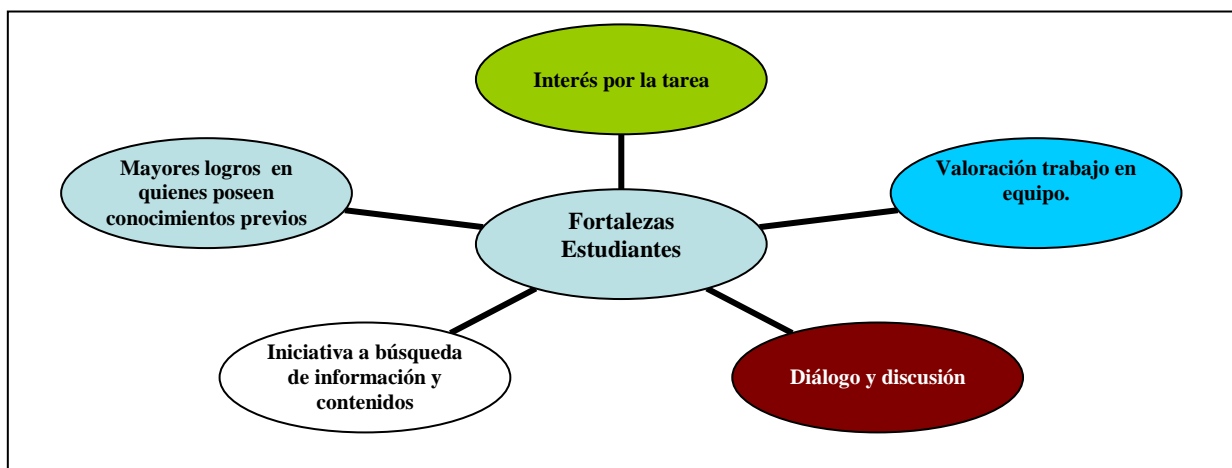 Interés por la tarea
Mayores logros en
quienes poseen
conocimientos previos
Valoración trabajo en
equipo.
Fortalezas
Estudiantes
Iniciativa a búsqueda
de información y
contenidos
Diálogo y discusión